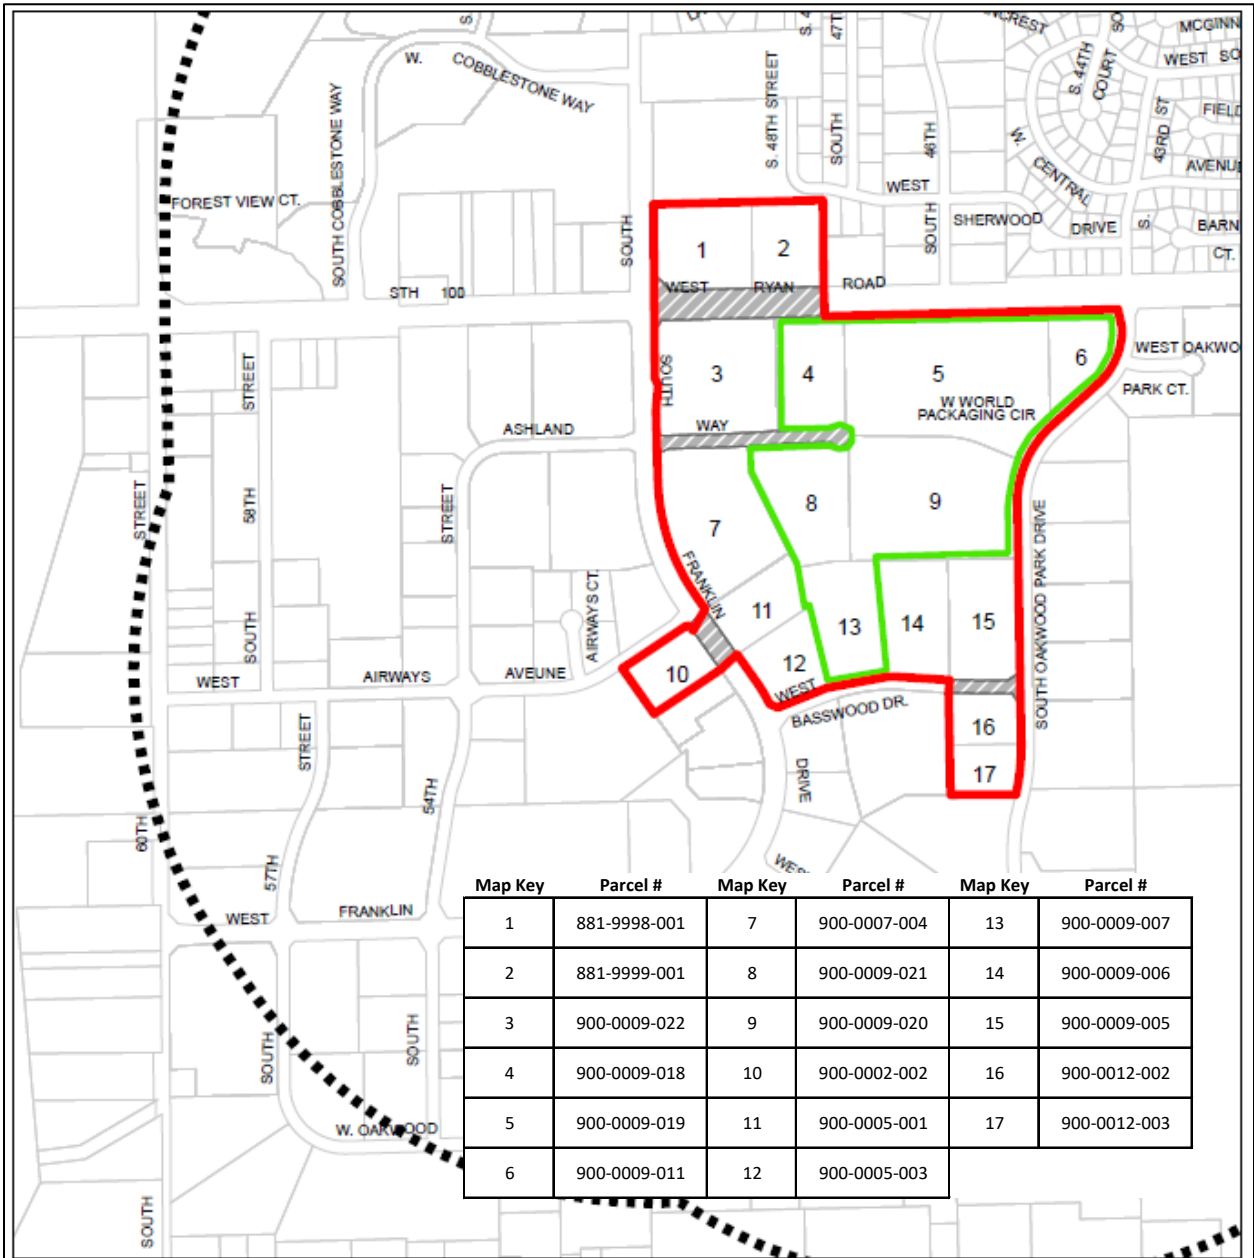 S.
S. 4
47T
NCREST
SO
MCGINN
W.
COBBLESTONE WAY
WEST SO
S. 44TH
COURT
S. 48TH STREET
SOUTH
46TH
43RD ST
FIELD
W.
CENTRAL
AVENUE
SOUTH COBBLESTONE WAY
FOREST VIEW CT.
WEST
SHERWOOD
DRIVE
S.
BARN
CT.
SOUTH
SOUTH
1
2
STH 100
WEST
RYAN
ROAD
WEST OAKWO
PARK CT.
STREET
SOUTH
3
4
5
6
W WORLD
PACKAGING CIR
ASHLAND
WAY
STREET
58TH
STREET
7
8
9
SOUTH OAKWOOD PARK DRIVE
FRANKLIN
AIRWAYS CT.
11
13
14
15
SOUTH
WEST
AIRWAYS
AVEUNE
10
12
WEST
BASSWOOD DR.
16
17
STREET
DRIVE
54TH
60TH
57TH
WES
WEST
FRANKLIN
SOUTH
SOUTH
W. OAKWOOD
SOUTH
Map Key Parcel # Map Key Parcel # Map Key Parcel #
1 881-9998-001 7 900-0007-004 13 900-0009-007
2 881-9999-001 8 900-0009-021 14 900-0009-006
3 900-0009-022 9 900-0009-020 15 900-0009-005
4 900-0009-018 10 900-0002-002 16 900-0012-002
5 900-0009-019 11 900-0005-001 17 900-0012-003
6 900-0009-011 12 900-0005-003